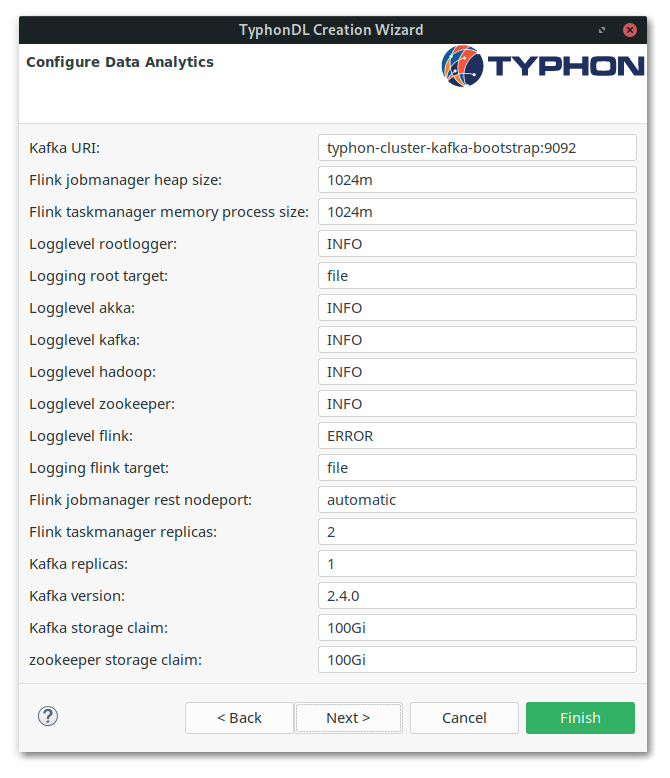 TyphonDL Creation Wizard
Configure Data Analytics
TYPHON
Kafka URI: typhon-cluster-kafka-bootstrap:9092
Flink jobmanager heap size: 1024m
Flink taskmanager memory process size: 1024m
Logglevel rootlogger: INFO
Logging root target: file
Logglevel akka: INFO
Logglevel kafka: INFO
Logglevel hadoop: INFO
Logglevel zookeeper: INFO
Logglevel flink: ERROR
Logging flink target: file
Flink jobmanager rest nodeport: automatic
Flink taskmanager replicas: 2
Kafka replicas: 1
Kafka version: 2.4.0
Kafka storage claim: 100Gi
zookeeper storage claim: 100Gi
? < Back Next > Cancel Finish